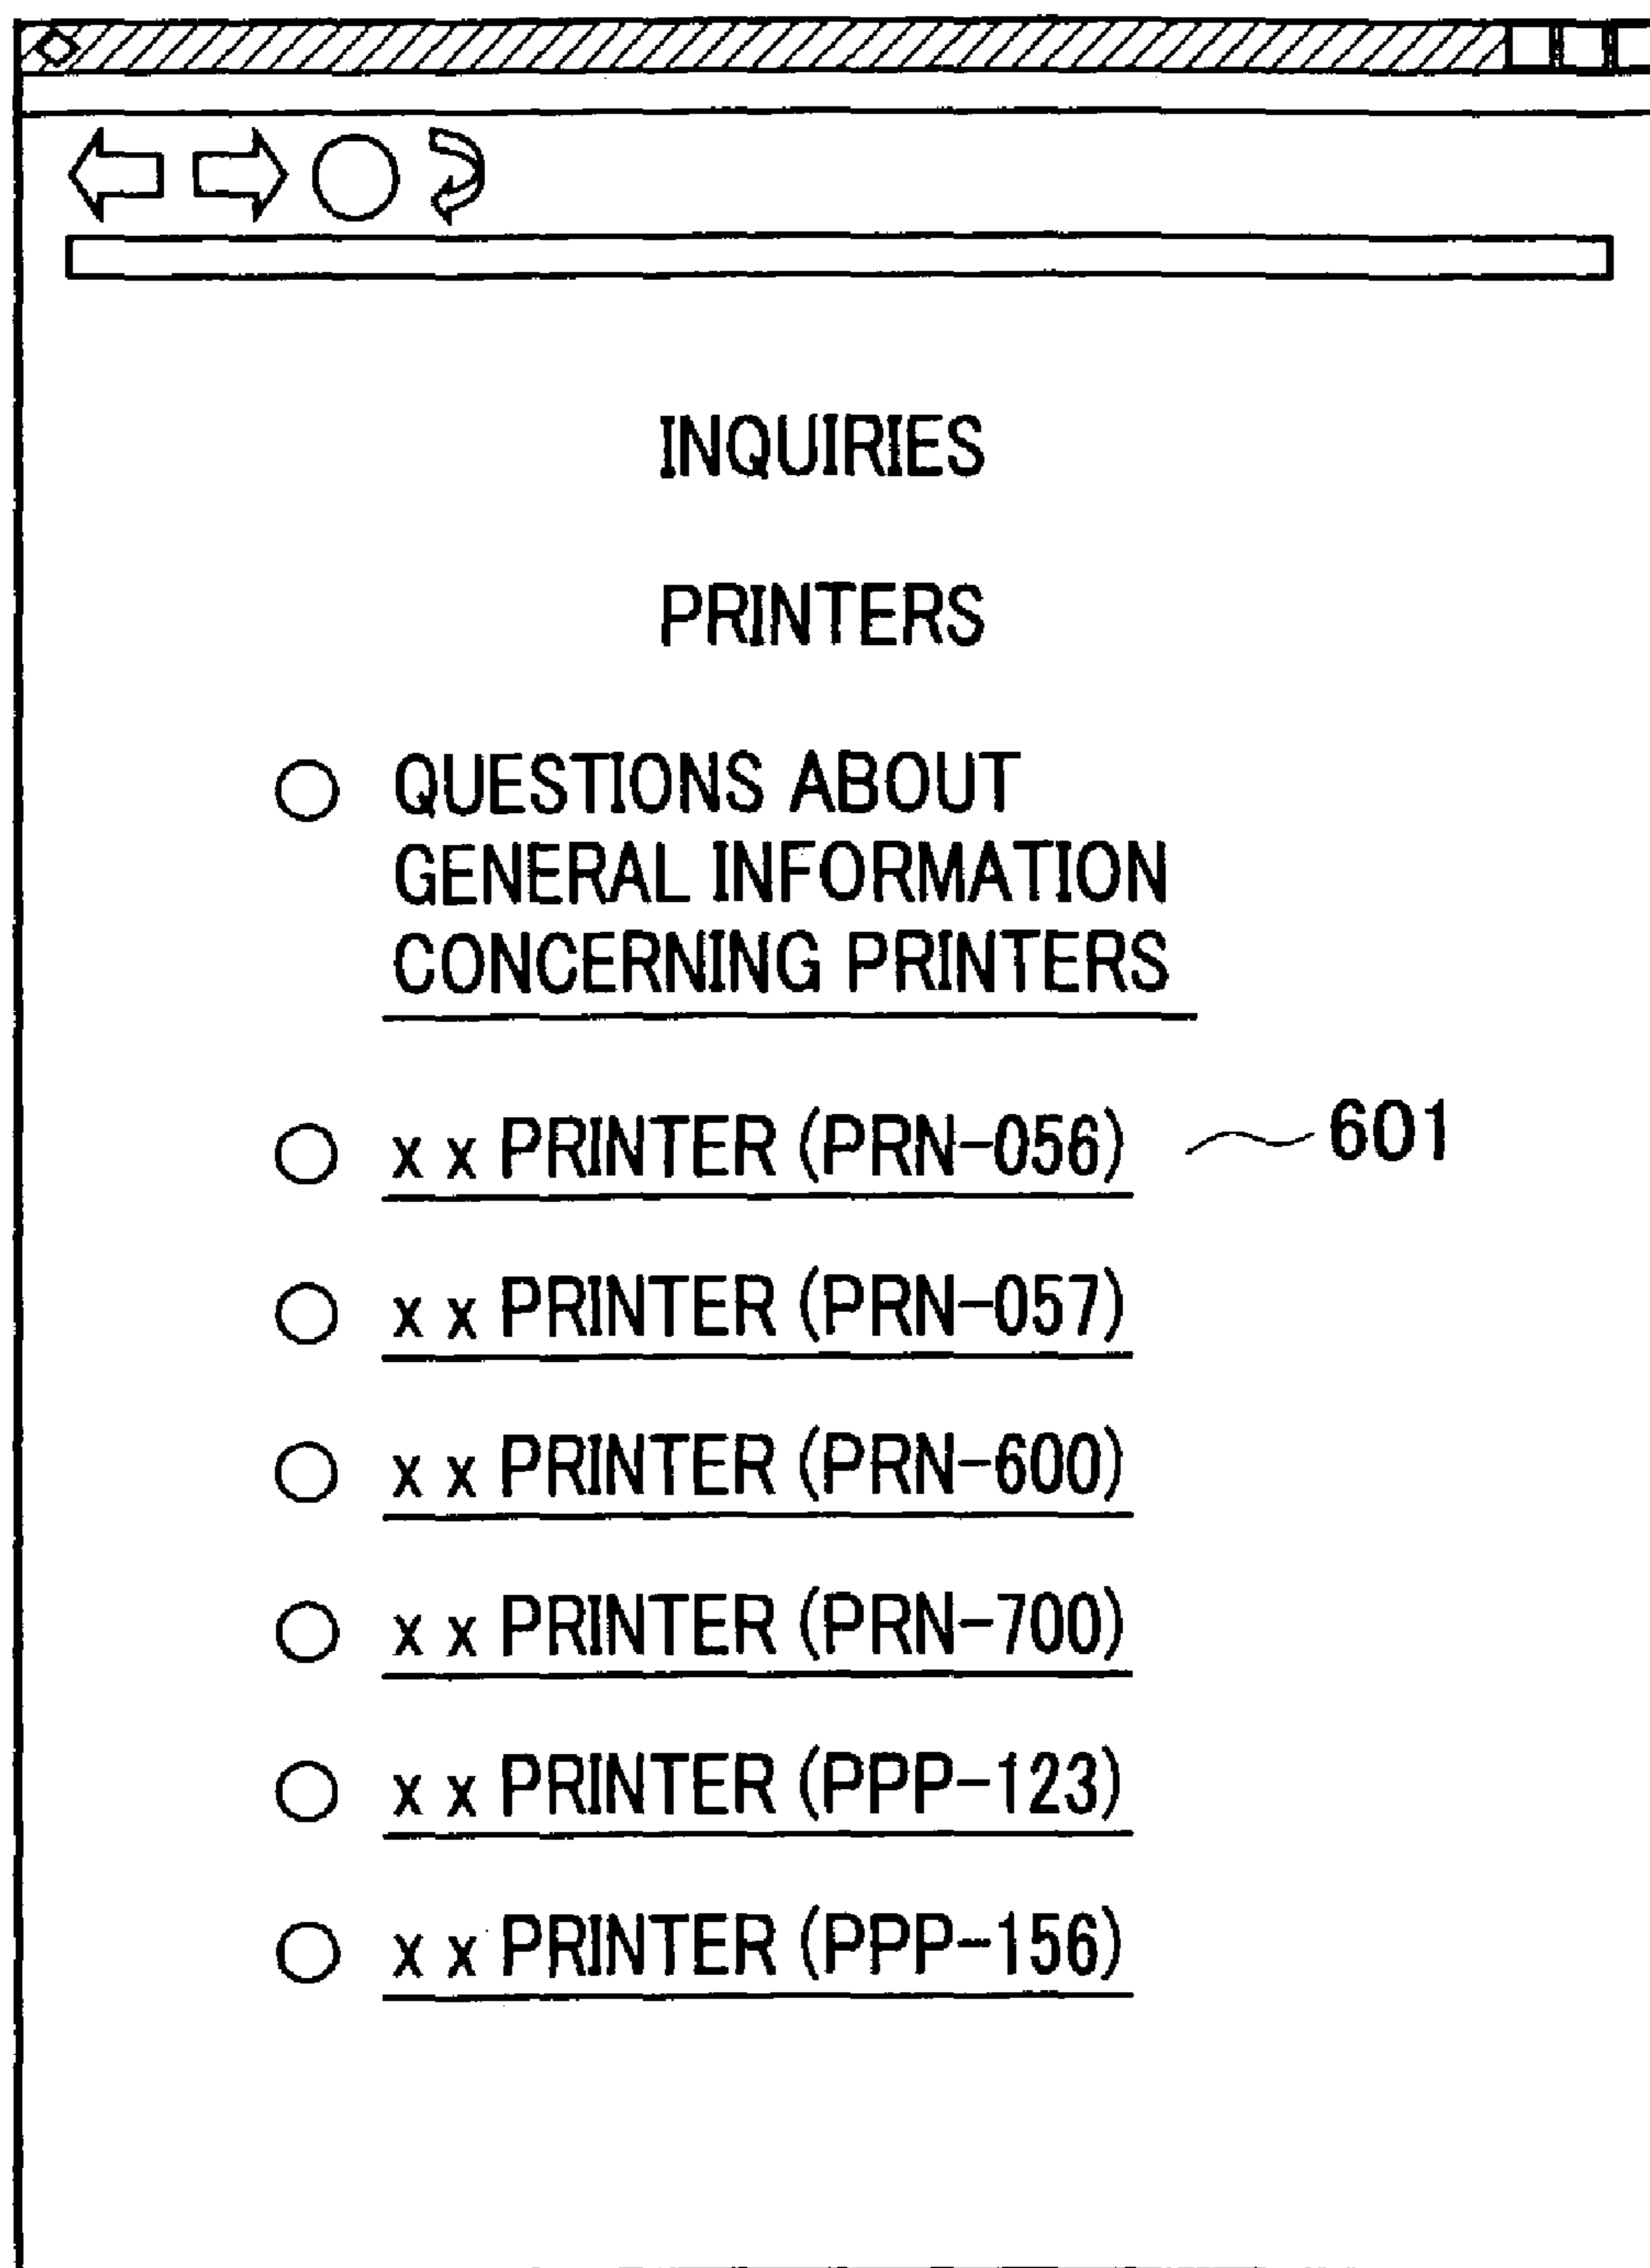 INQUIRIES
PRINTERS
QUESTIONS ABOUT
GENERAL INFORMATION
CONCERNING PRINTERS
x x PRINTER (PRN-056) 601
x x PRINTER (PRN-057)
x x PRINTER (PRN-600)
x x PRINTER (PRN-700)
x x PRINTER (PPP-123)
x x PRINTER (PPP-156)